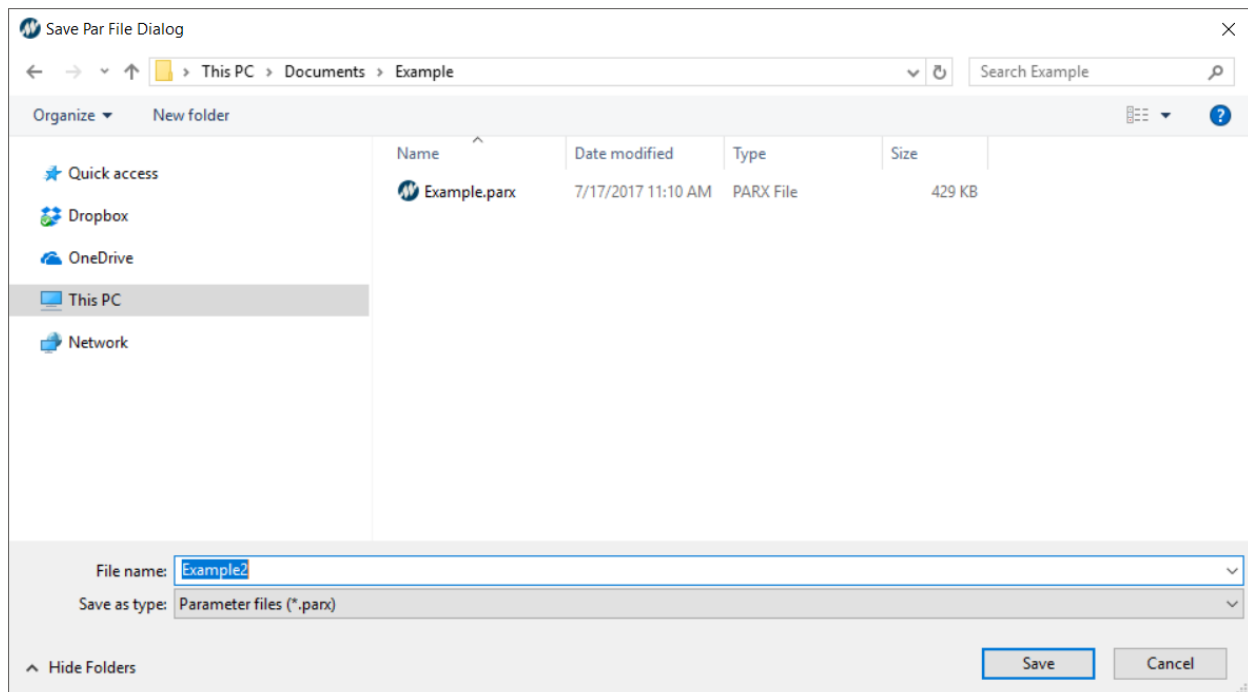 Save Par File Dialog
This PC > Documents > Example
Search Example
Organize
New folder
Name
Date modified
Type
Size
Quick access
Example.parx
7/17/2017 11:10 AM
PARX File
429 KB
Dropbox
OneDrive
This PC
Network
File name: Example2
Save as type: Parameter files (*.parx)
Hide Folders
Save
Cancel